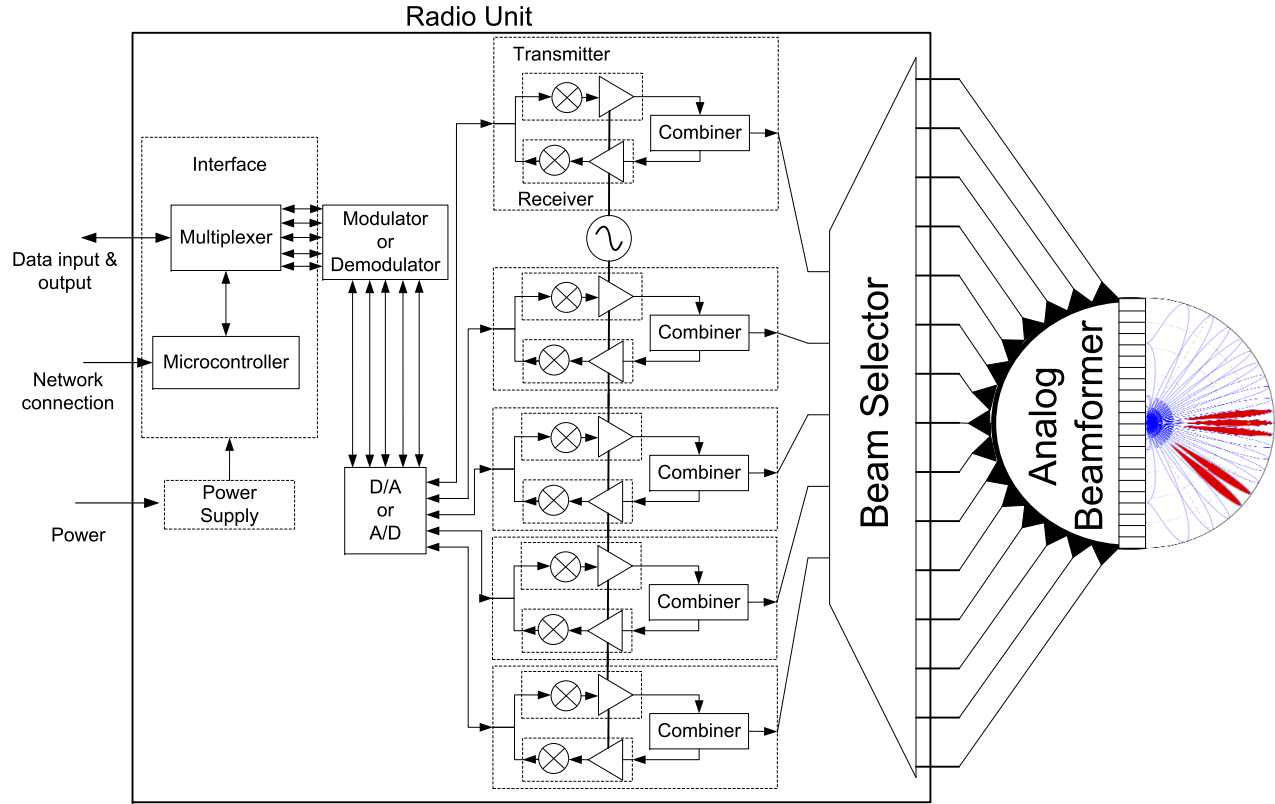 Radio Unit
Transmitter
Combiner
Receiver
Interface
Multiplexer
Modulator
or
Demodulator
Data input &
output
Microcontroller
Network
connection
Power
Supply
Power
D/A
or
A/D
Combiner
Combiner
Combiner
Combiner
Beam Selector
Analog
Beamformer